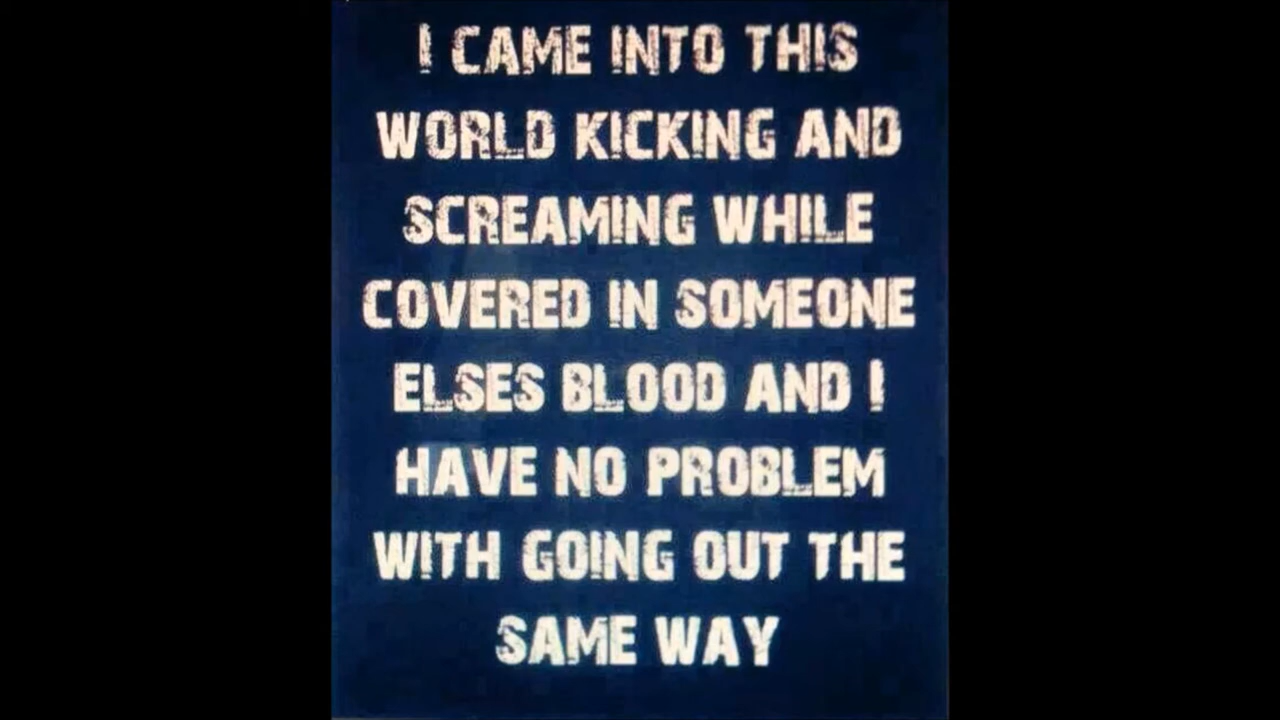 I CAME INTO THIS
WORLD KICKING AND
SCREAMING WHILE
COVERED IN SOMEONE
ELSES BLOOD AND I
HAVE NO PROBLEM
WITH GOING OUT THE
SAME WAY